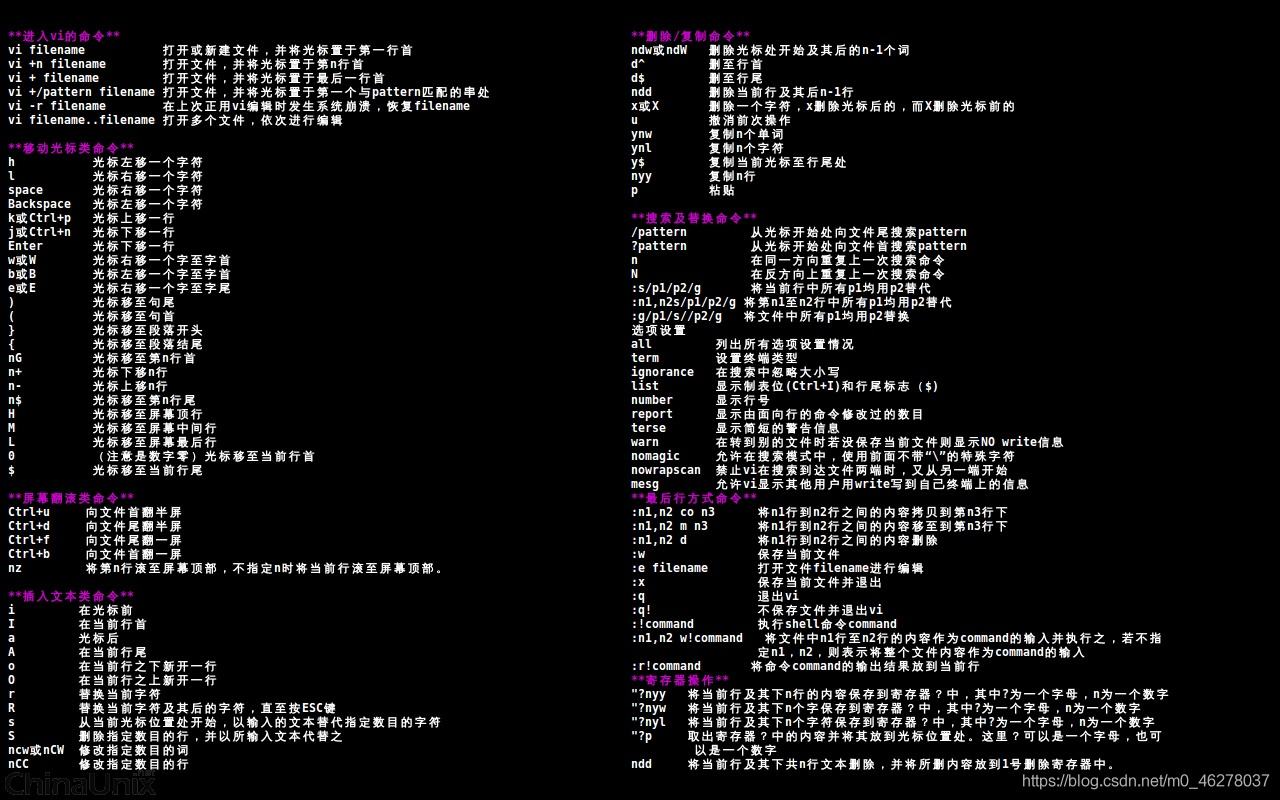 **进入vi的命令**
vi filename 打开或新建文件，并将光标置于第一行首
vi +n filename 打开文件，并将光标置于第n行首
vi + filename 打开文件，并将光标置于最后一行首
vi +/pattern filename 打开文件，并将光标置于第一个与pattern匹配的串处
vi -r filename 在上次正用vi编辑时发生系统崩溃，恢复filename
vi filename..filename 打开多个文件，依次进行编辑
**移动光标类命令**
h 光标左移一个字符
l 光标右移一个字符
space 光标右移一个字符
Backspace 光标左移一个字符
k或Ctrl+p 光标上移一行
j或Ctrl+n 光标下移一行
Enter 光标下移一行
w或W 光标右移一个字至字首
b或B 光标左移一个字至字首
e或E 光标右移一个字至字尾
) 光标移至句尾
( 光标移至句首
} 光标移至段落开头
{ 光标移至段落结尾
nG 光标移至第n行首
n+ 光标下移n行
n- 光标上移n行
n$ 光标移至第n行尾
H 光标移至屏幕顶行
M 光标移至屏幕中间行
L 光标移至屏幕最后行
0 （注意是数字零）光标移至当前行首
$ 光标移至当前行尾
**屏幕翻滚类命令**
Ctrl+u 向文件首翻半屏
Ctrl+d 向文件尾翻半屏
Ctrl+f 向文件尾翻一屏
Ctrl+b 向文件首翻一屏
nz 将第n行滚至屏幕顶部，不指定n时将当前行滚至屏幕顶部。
**插入文本类命令**
i 在光标前
I 在当前行首
a 光标后
A 在当前行尾
o 在当前行之下新开一行
O 在当前行之上新开一行
r 替换当前字符
R 替换当前字符及其后的字符，直至按ESC键
s 从当前光标位置处开始，以输入的文本替代指定数目的字符
S 删除指定数目的行，并以所输入文本代替之
ncw或nCW 修改指定数目的词
nCC 修改指定数目的行
ChinaUnix
.net
**删除/复制命令**
ndw或ndW 删除光标处开始及其后的n-1个词
d^ 删至行首
d$ 删至行尾
ndd 删除当前行及其后n-1行
x或X 删除一个字符，x删除光标后的，而X删除光标前的
u 撤消前次操作
ynw 复制n个单词
ynl 复制n个字符
y$ 复制当前光标至行尾处
nyy 复制n行
p 粘贴
**搜索及替换命令**
/pattern 从光标开始处向文件尾搜索pattern
?pattern 从光标开始处向文件首搜索pattern
n 在同一方向重复上一次搜索命令
N 在反方向上重复上一次搜索命令
:s/p1/p2/g 将当前行中所有p1均用p2替代
:n1,n2s/p1/p2/g 将第n1至n2行中所有p1均用p2替代
:g/p1/s//p2/g 将文件中所有p1均用p2替换
选项设置
all 列出所有选项设置情况
term 设置终端类型
ignorance 在搜索中忽略大小写
list 显示制表位(Ctrl+I)和行尾标志（$)
number 显示行号
report 显示由面向行的命令修改过的数目
terse 显示简短的警告信息
warn 在转到别的文件时若没保存当前文件则显示NO write信息
nomagic 允许在搜索模式中，使用前面不带“\”的特殊字符
nowrapscan 禁止vi在搜索到达文件两端时，又从另一端开始
mesg 允许vi显示其他用户用write写到自己终端上的信息
**最后行方式命令**
:n1,n2 co n3 将n1行到n2行之间的内容拷贝到第n3行下
:n1,n2 m n3 将n1行到n2行之间的内容移至到第n3行下
:n1,n2 d 将n1行到n2行之间的内容删除
:w 保存当前文件
:e filename 打开文件filename进行编辑
:x 保存当前文件并退出
:q 退出vi
:q! 不保存文件并退出vi
:!command 执行shell命令command
:n1,n2 w!command 将文件中n1行至n2行的内容作为command的输入并执行之，若不指
定n1，n2，则表示将整个文件内容作为command的输入
:r!command 将命令command的输出结果放到当前行
**寄存器操作**
"?nyy 将当前行及其下n行的内容保存到寄存器？中，其中?为一个字母，n为一个数字
"?nyw 将当前行及其下n个字保存到寄存器？中，其中?为一个字母，n为一个数字
"?nyl 将当前行及其下n个字符保存到寄存器？中，其中?为一个字母，n为一个数字
"?p 取出寄存器？中的内容并将其放到光标位置处。这里？可以是一个字母，也可
以是一个数字
ndd 将当前行及其下共n行文本删除，并将所删内容放到1号删除寄存器中。
https://blog.csdn.net/m0_46278037